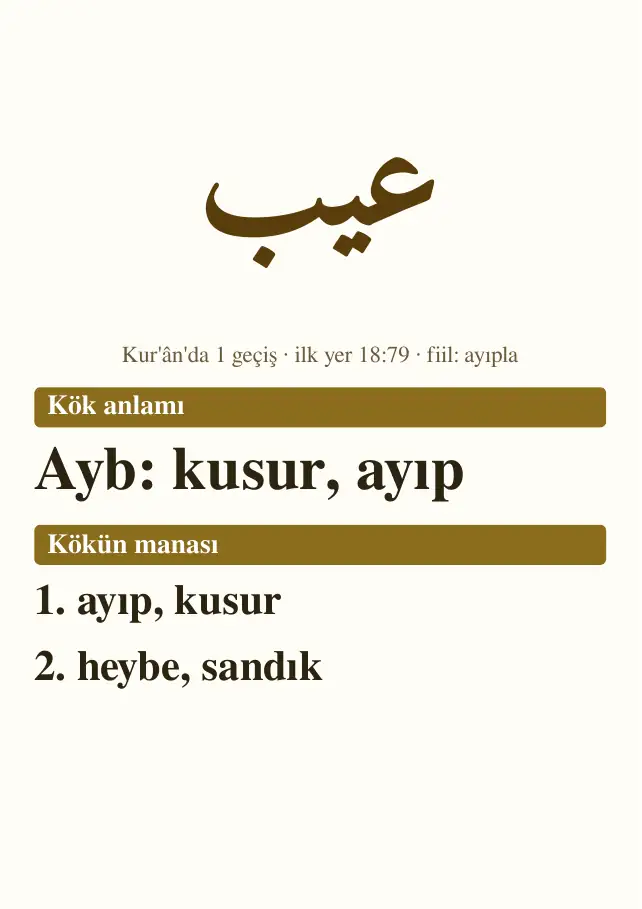 عيب
Kur'ân'da 1 geçiş · ilk yer 18:79 · fiil: ayıpla
Kök anlamı
Ayb: kusur, ayıp
Kökün manası
1. ayıp, kusur
2. heybe, sandık